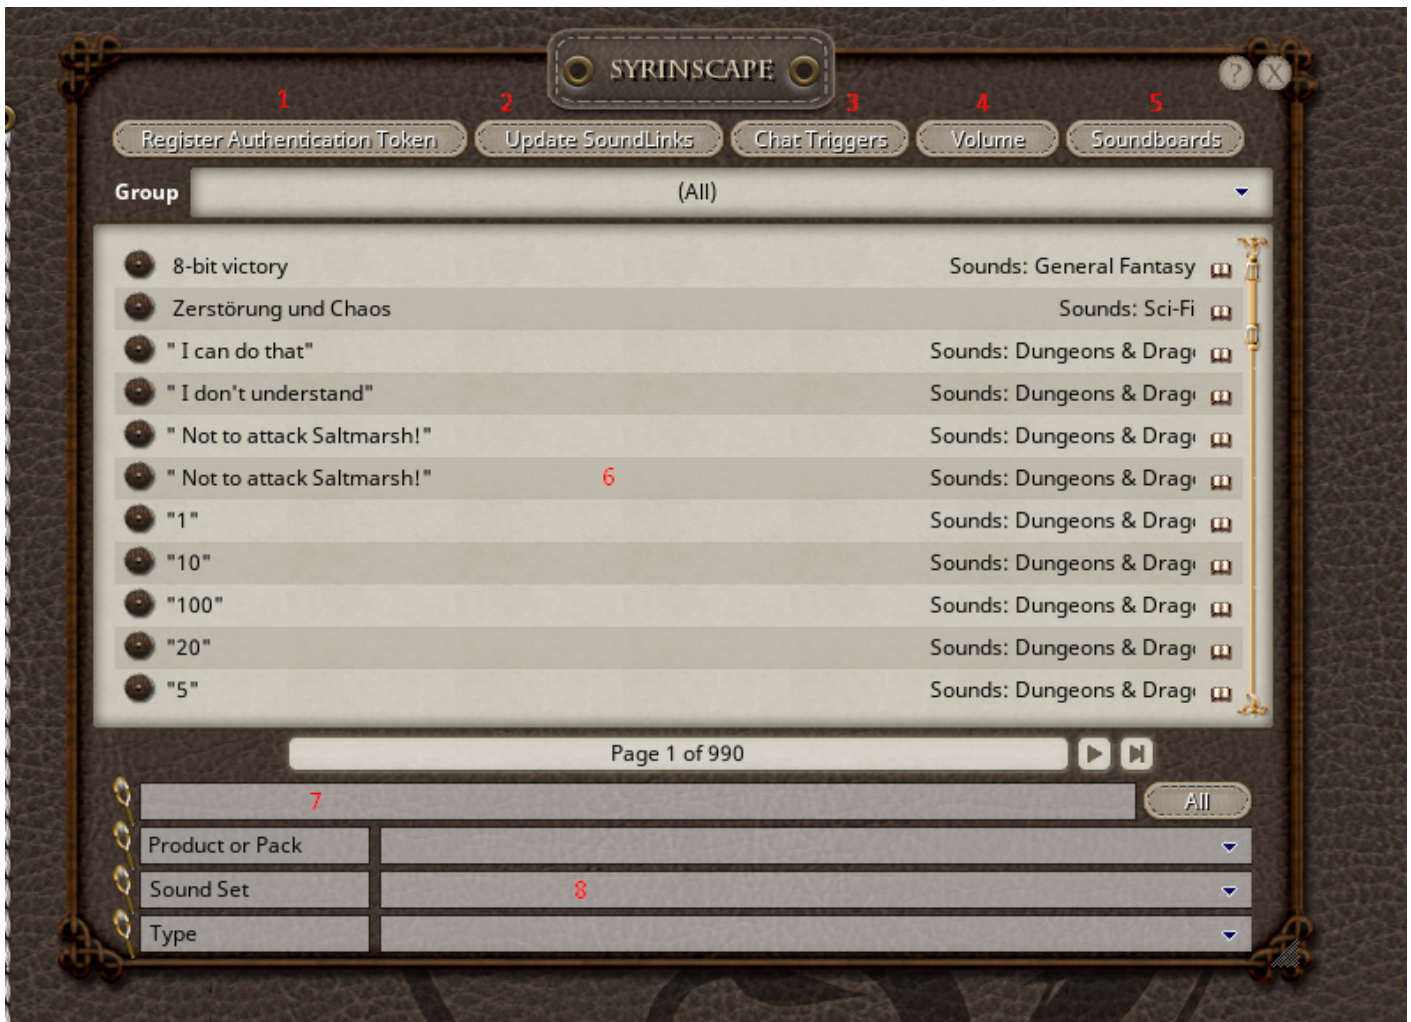 SYRINSCAPE
? X
1 2 3 4 5
Register Authentication Token Update SoundLinks Chat Triggers Volume Soundboards
Group (All)
8-bit victory Sounds: General Fantasy
Zerstörung und Chaos Sounds: Sci-Fi
" I can do that" Sounds: Dungeons & Drag
" I don't understand" Sounds: Dungeons & Drag
" Not to attack Saltmarsh!" Sounds: Dungeons & Drag
" Not to attack Saltmarsh!" 6 Sounds: Dungeons & Drag
"1" Sounds: Dungeons & Drag
"10" Sounds: Dungeons & Drag
"100" Sounds: Dungeons & Drag
"20" Sounds: Dungeons & Drag
"5" Sounds: Dungeons & Drag
Page 1 of 990
7 All
Product or Pack
Sound Set 8
Type